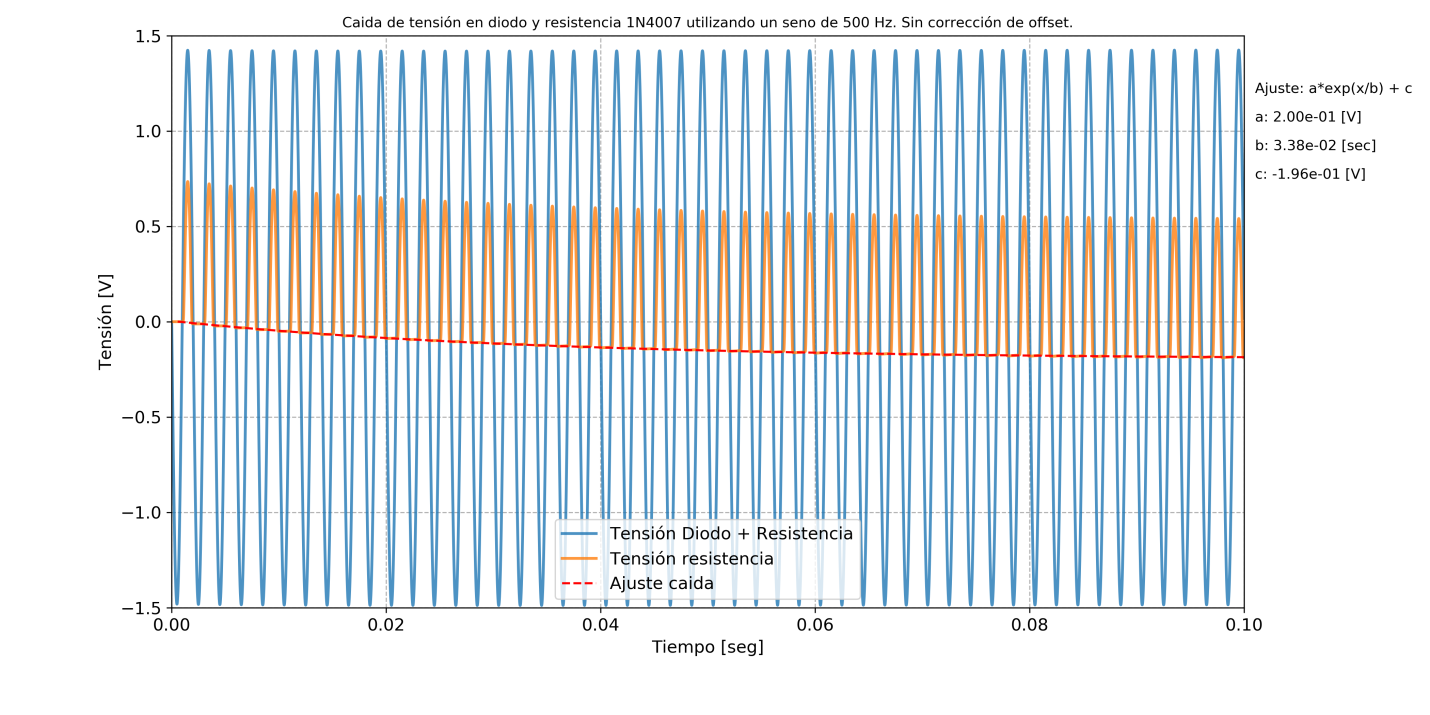 Caida de tensión en diodo y resistencia 1N4007 utilizando un seno de 500 Hz. Sin corrección de offset.
1.5
1.0
0.5
0.0
−0.5
−1.0
−1.5
Tensión [V]
0.00 0.02 0.04 0.06 0.08 0.10
Tiempo [seg]
Tensión Diodo + Resistencia
Tensión resistencia
Ajuste caida
Ajuste: a*exp(x/b) + c
a: 2.00e-01 [V]
b: 3.38e-02 [sec]
c: -1.96e-01 [V]